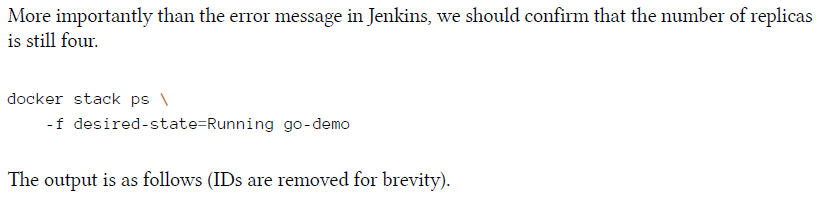 More importantly than the error message in Jenkins, we should confirm that the number of replicas
is still four.
docker stack ps \
-f desired-state=Running go-demo
The output is as follows (IDs are removed for brevity).